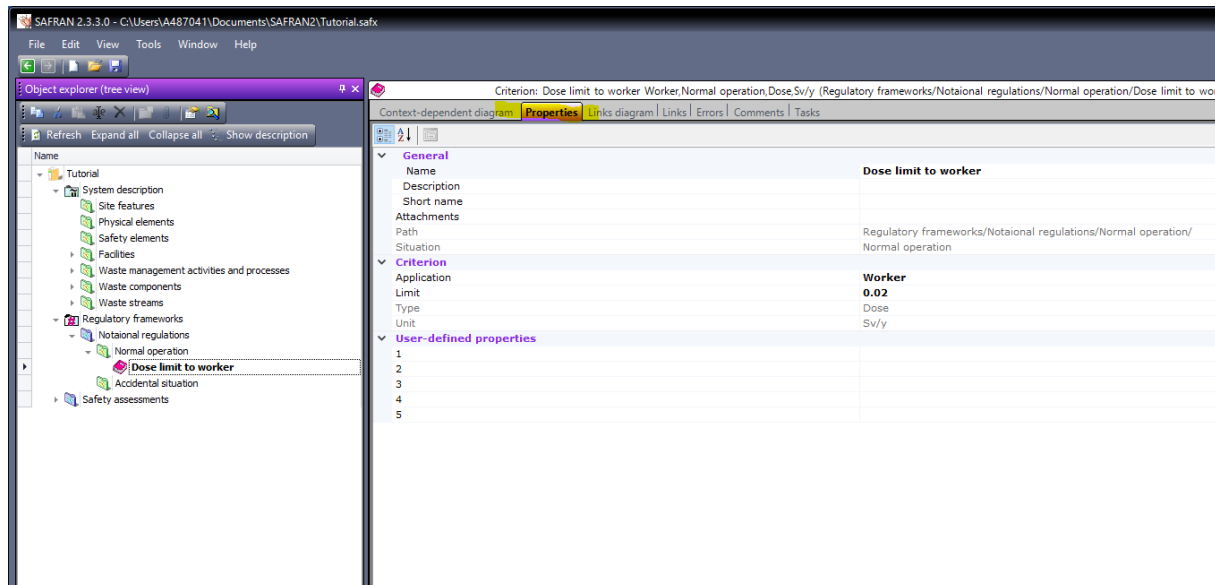 SAFRAN 2.3.3.0 - C:\Users\A487041\Documents\SAFRAN2\Tutorial.safx
File Edit View Tools Window Help
Object explorer (tree view)
Refresh Expand all Collapse all Show description
Name
Tutorial
System description
Site features
Physical elements
Safety elements
Facilities
Waste management activities and processes
Waste components
Waste streams
Regulatory frameworks
Notaional regulations
Normal operation
Dose limit to worker
Accidental situation
Safety assessments
Criterion: Dose limit to worker Worker,Normal operation,Dose,Sv/y (Regulatory frameworks/Notaional regulations/Normal operation/Dose limit to wo
Context-dependent diagram Properties Links diagram Links Errors Comments Tasks
General
Name Dose limit to worker
Description
Short name
Attachments
Path Regulatory frameworks/Notaional regulations/Normal operation/
Situation Normal operation
Criterion
Application Worker
Limit 0.02
Type Dose
Unit Sv/y
User-defined properties
1
2
3
4
5